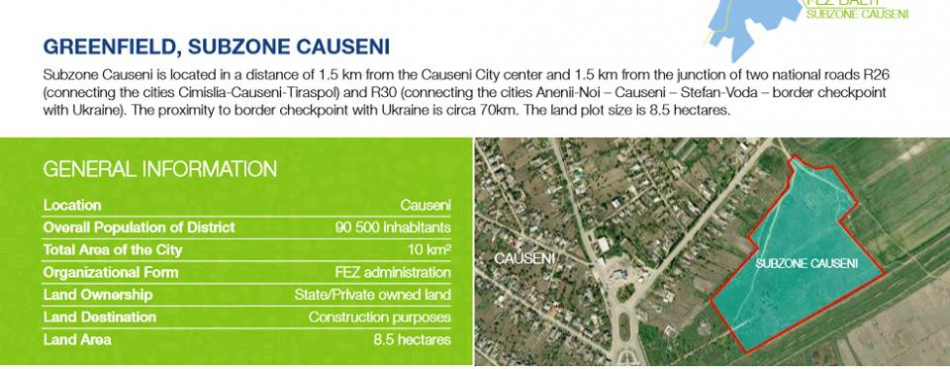 FEZ BALTI
SUBZONE CAUSENI
GREENFIELD, SUBZONE CAUSENI
Subzone Causeni is located in a distance of 1.5 km from the Causeni City center and 1.5 km from the junction of two national roads R26
(connecting the cities Cimislia-Causeni-Tiraspol) and R30 (connecting the cities Anenii-Noi – Causeni – Stefan-Voda – border checkpoint
with Ukraine). The proximity to border checkpoint with Ukraine is circa 70km. The land plot size is 8.5 hectares.
GENERAL INFORMATION
Location Causeni
Overall Population of District 90 500 Inhabitants
Total Area of the City 10 km²
Organizational Form FEZ administration
Land Ownership State/Private owned land
Land Destination Construction purposes
Land Area 8.5 hectares
CAUSENI
SUBZONE CAUSENI